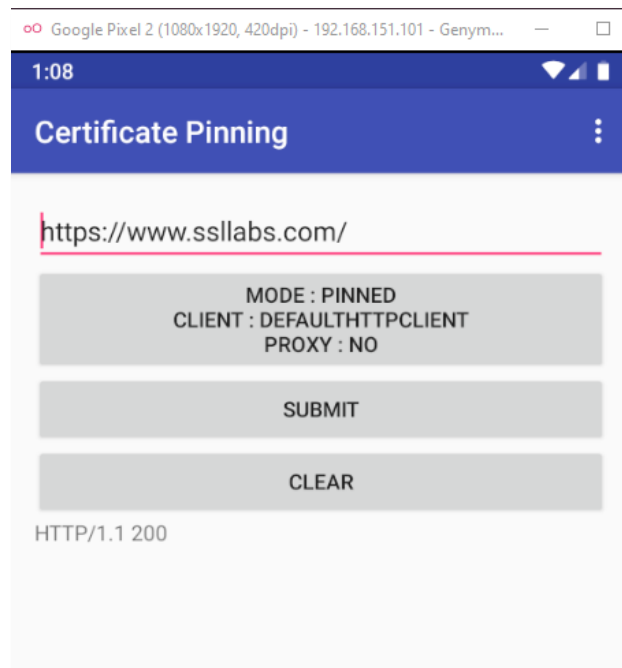 Google Pixel 2 (1080x1920, 420dpi) - 192.168.151.101 - Genym...
1:08
Certificate Pinning
https://www.ssllabs.com/
MODE : PINNED
CLIENT : DEFAULTHTTPCLIENT
PROXY : NO
SUBMIT
CLEAR
HTTP/1.1 200